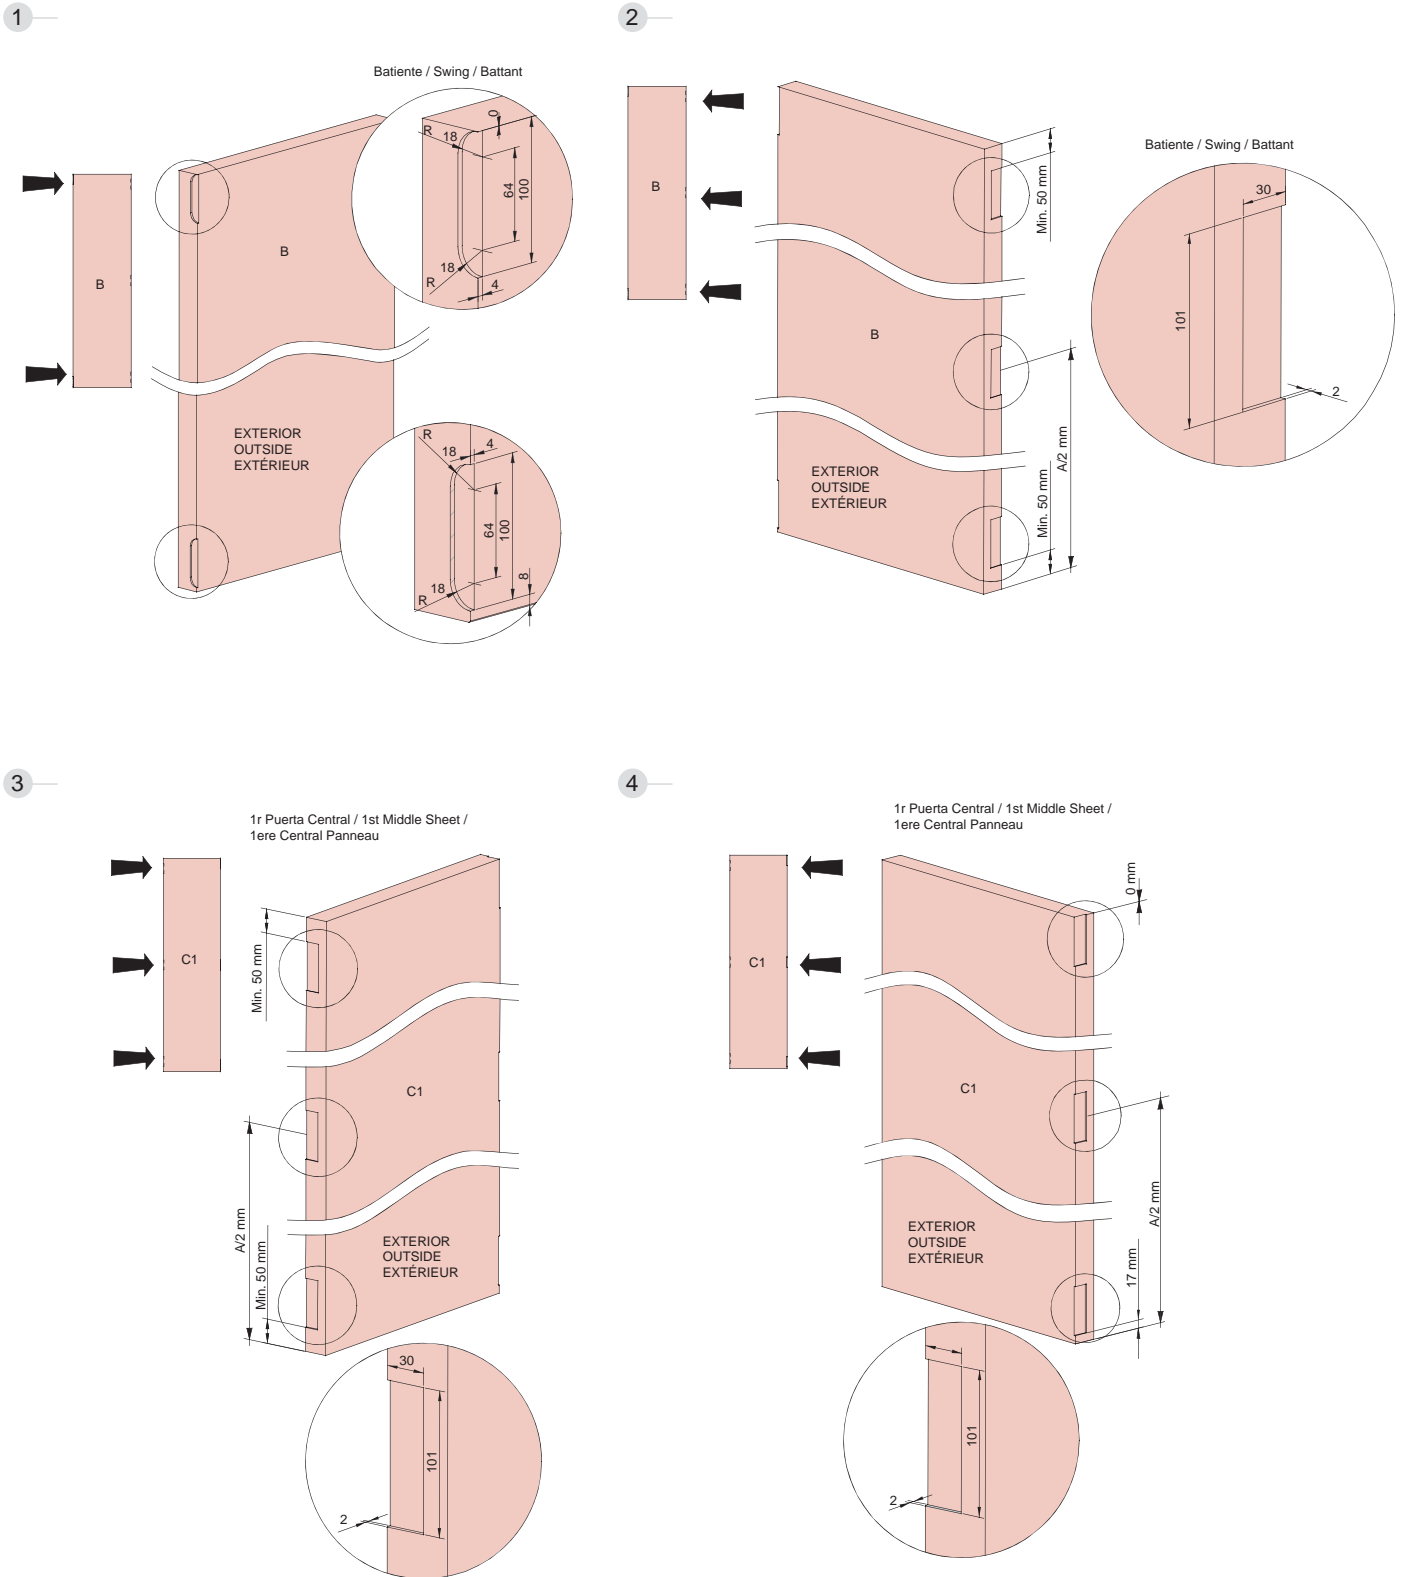 1
Batiente / Swing / Battant
0
R
18
64
100
18
R
4
B
B
EXTERIOR
OUTSIDE
EXTÉRIEUR
R
18
4
64
100
8
18
R
2
B
Min. 50 mm
Batiente / Swing / Battant
30
101
2
B
A/2 mm
Min. 50 mm
EXTERIOR
OUTSIDE
EXTÉRIEUR
3
1r Puerta Central / 1st Middle Sheet /
1ere Central Panneau
C1
Min. 50 mm
C1
A/2 mm
Min. 50 mm
EXTERIOR
OUTSIDE
EXTÉRIEUR
30
101
2
4
1r Puerta Central / 1st Middle Sheet /
1ere Central Panneau
C1
0 mm
C1
A/2 mm
17 mm
EXTERIOR
OUTSIDE
EXTÉRIEUR
101
2